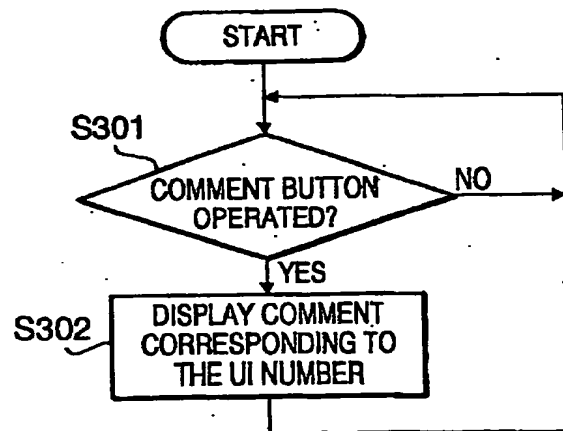 START
S301
COMMENT BUTTON
OPERATED?
NO
YES
S302
DISPLAY COMMENT
CORRESPONDING TO
THE UI NUMBER